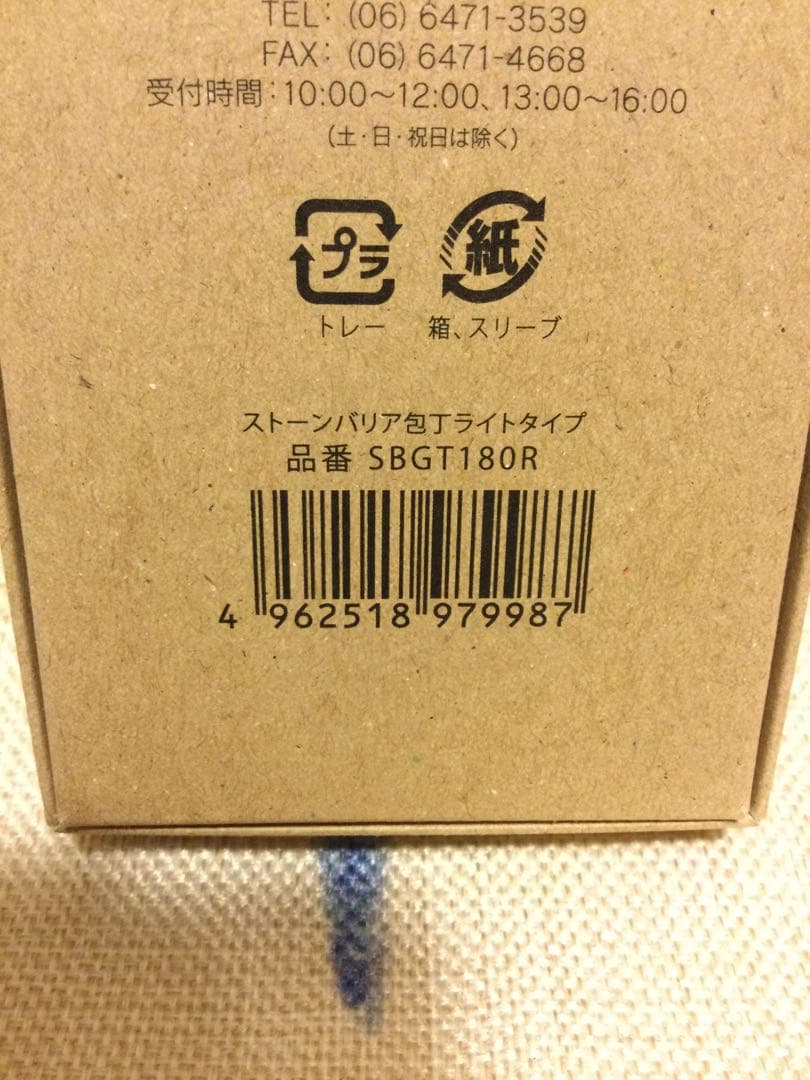 TEL: (06) 6471-3539
FAX: (06) 6471-4668
受付時間:10:00〜12:00、13:00〜16:00
(土・日・祝日は除く)
プラ 紙
トレー 箱、スリーブ
ストーンバリア包丁ライトタイプ
品番 SBGT180R
4 962518 979987